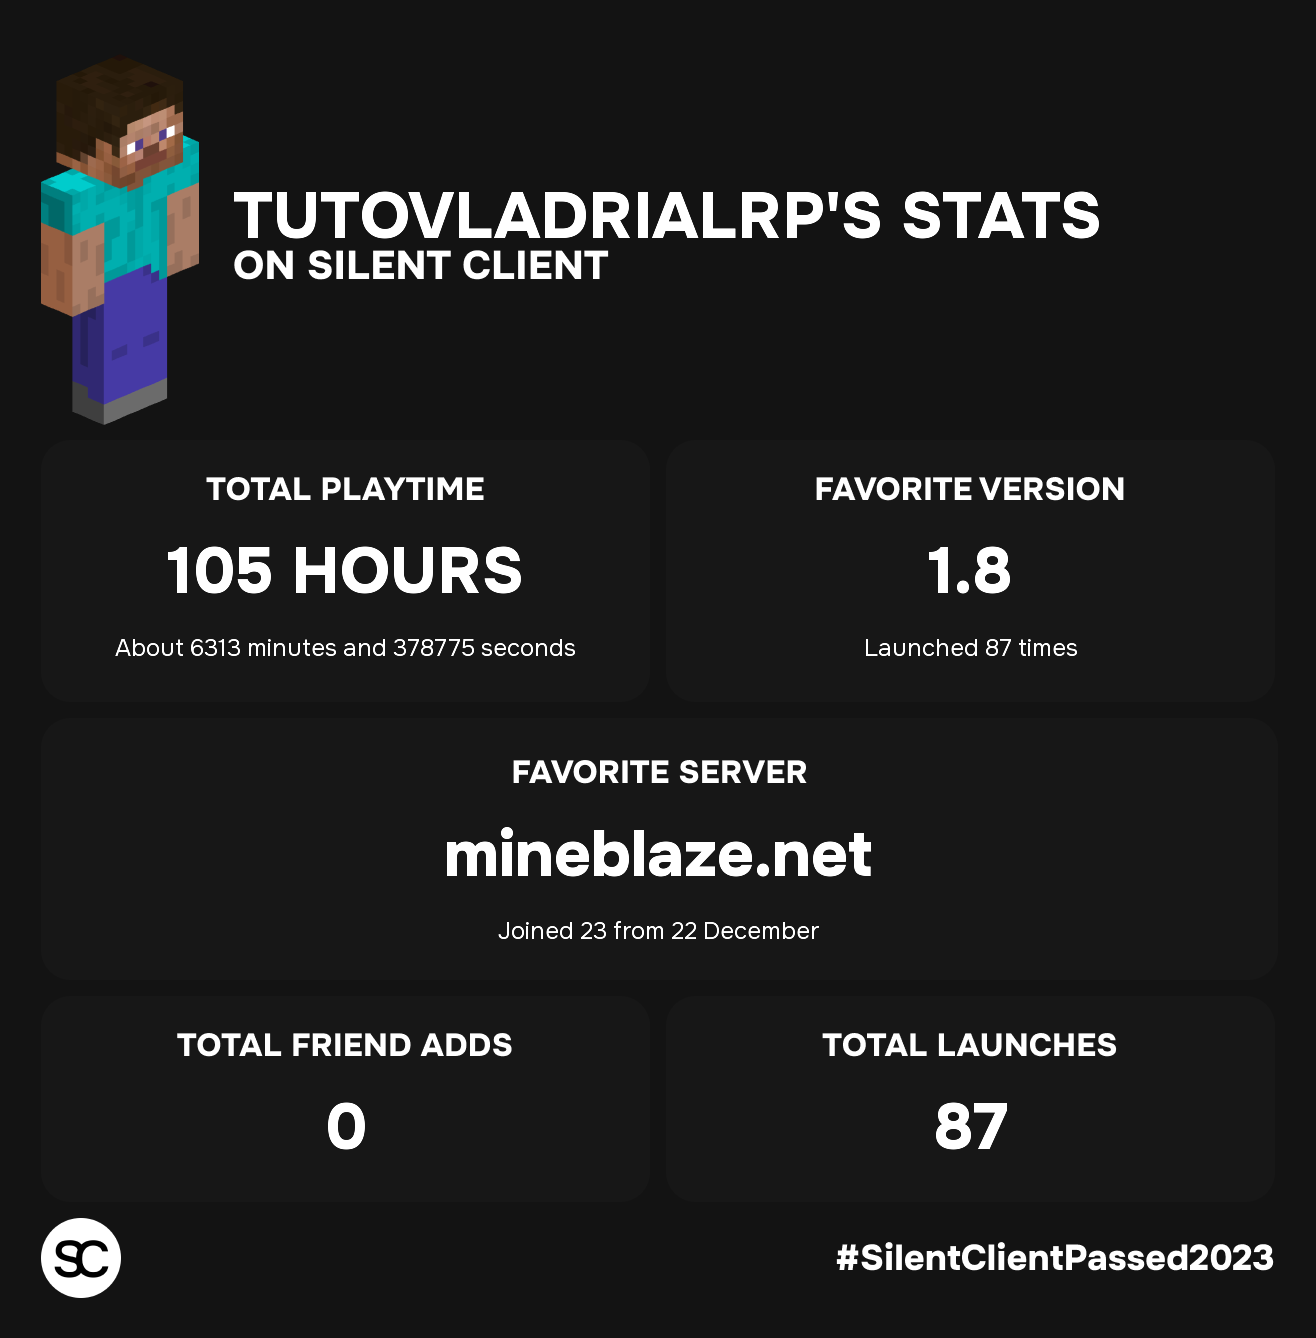 TUTOVLADRIALRP'S STATS
ON SILENT CLIENT
TOTAL PLAYTIME
105 HOURS
About 6313 minutes and 378775 seconds
FAVORITE VERSION
1.8
Launched 87 times
FAVORITE SERVER
mineblaze.net
Joined 23 from 22 December
TOTAL FRIEND ADDS
0
TOTAL LAUNCHES
87
SC
#SilentClientPassed2023